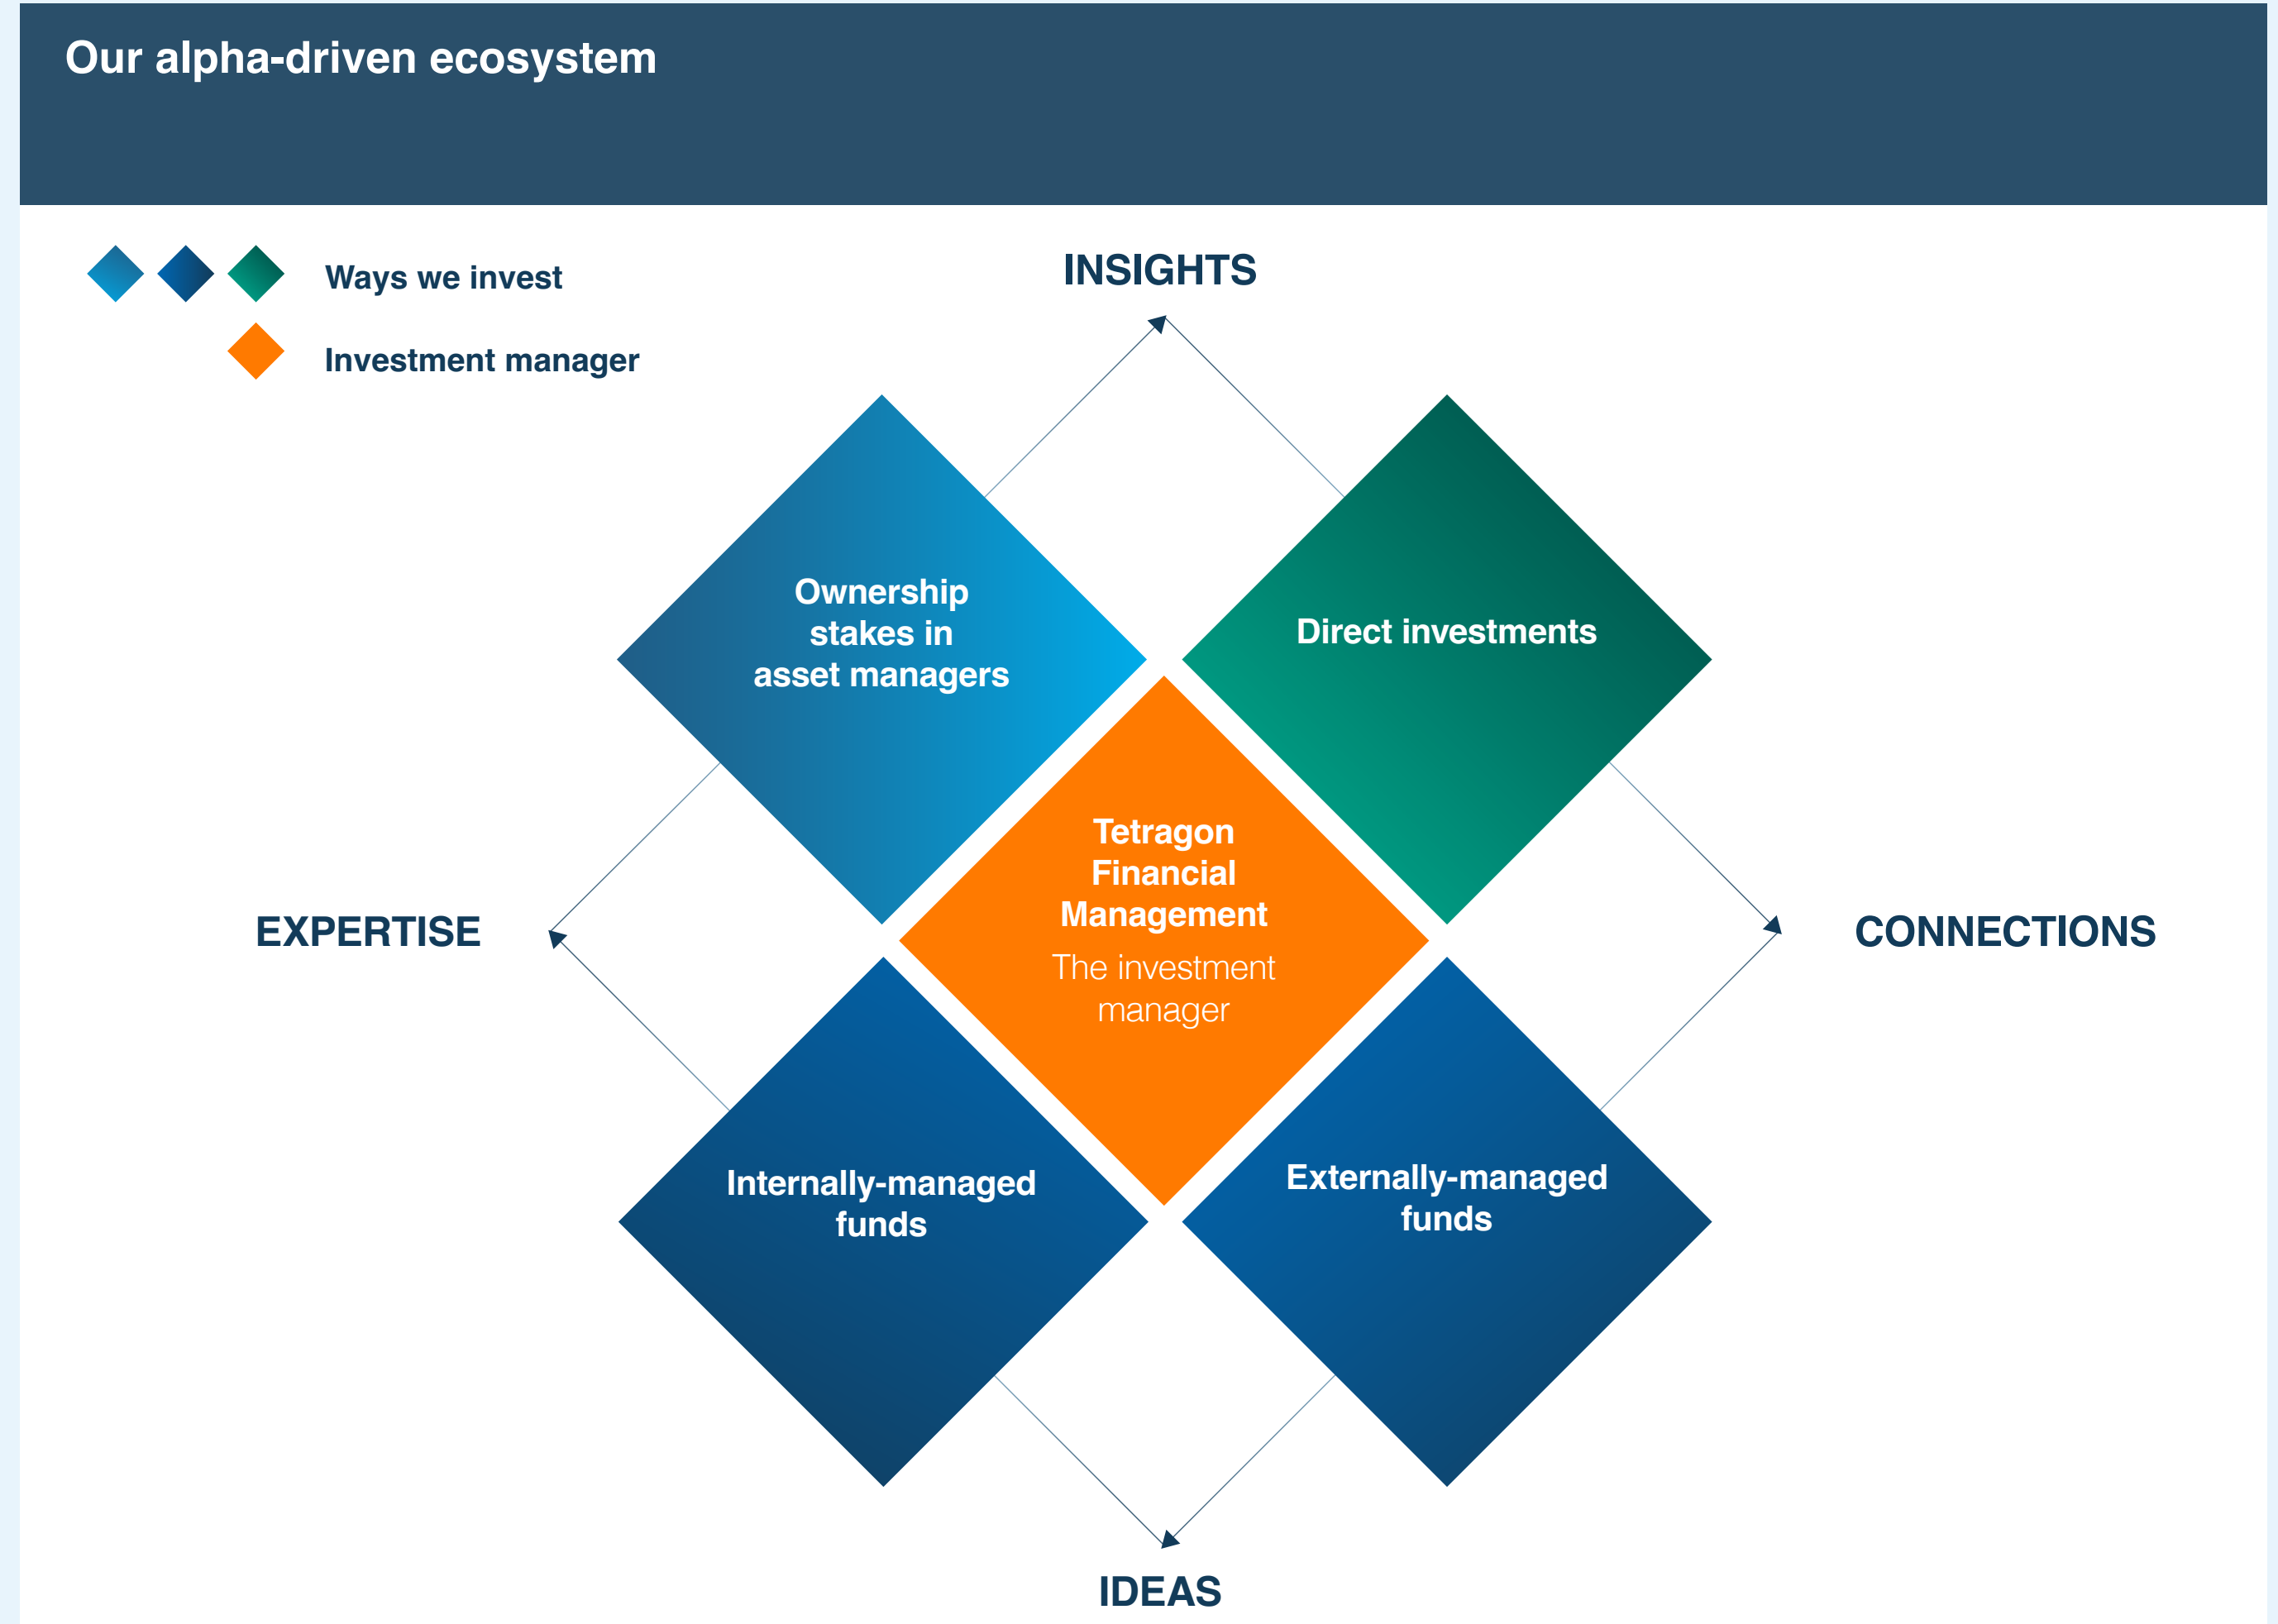 Our alpha-driven ecosystem
Ways we invest
Investment manager
INSIGHTS
Ownership
stakes in
asset managers
Direct investments
Tetragon
Financial
Management
The investment
manager
EXPERTISE
CONNECTIONS
Internally-managed
funds
Externally-managed
funds
IDEAS